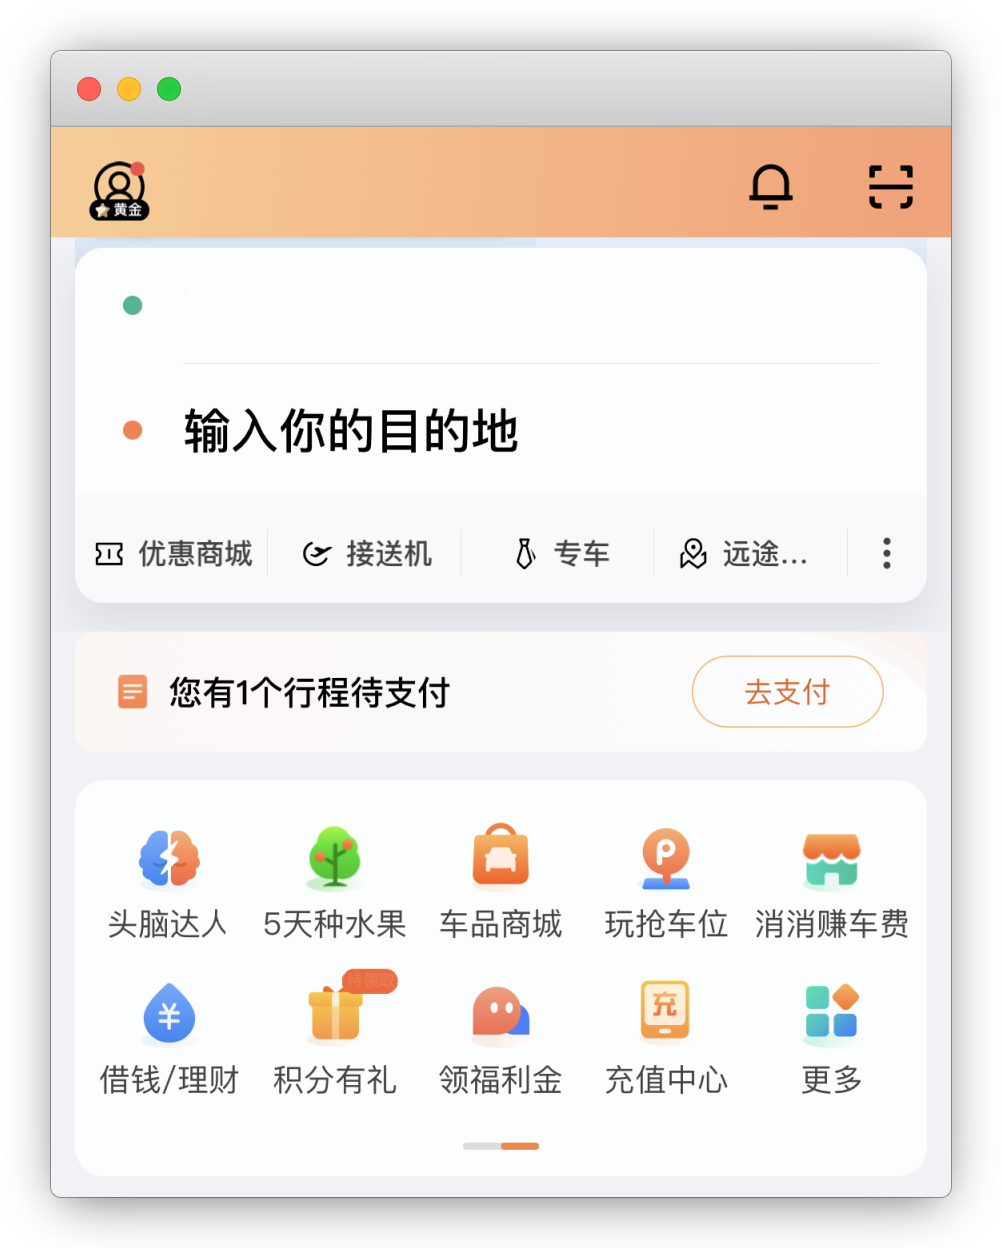 黄金
输入你的目的地
优惠商城 接送机 专车 远途...
您有1个行程待支付 去支付
头脑达人 5天种水果 车品商城 玩抢车位 消消赚车费
待领取
充
借钱/理财 积分有礼 领福利金 充值中心 更多